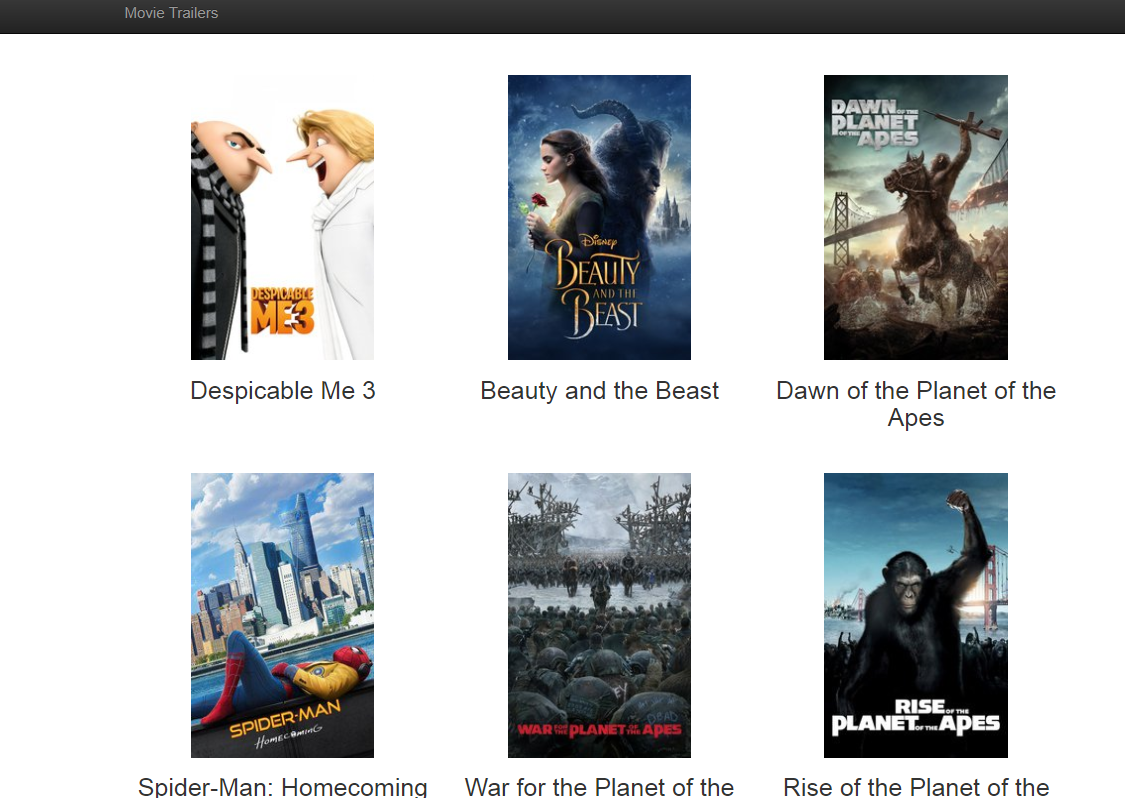 Movie Trailers
DESPICABLE
ME3
Disney
BEAUTY
AND THE
BEAST
DAWN OF THE
PLANET
OF THE APES
Despicable Me 3
Beauty and the Beast
Dawn of the Planet of the
Apes
SPIDER-MAN
HOMECOMING
WAR FOR THE PLANET OF THE APES
RISE OF THE
PLANET OF THE APES
Spider-Man: Homecoming
War for the Planet of the
Rise of the Planet of the